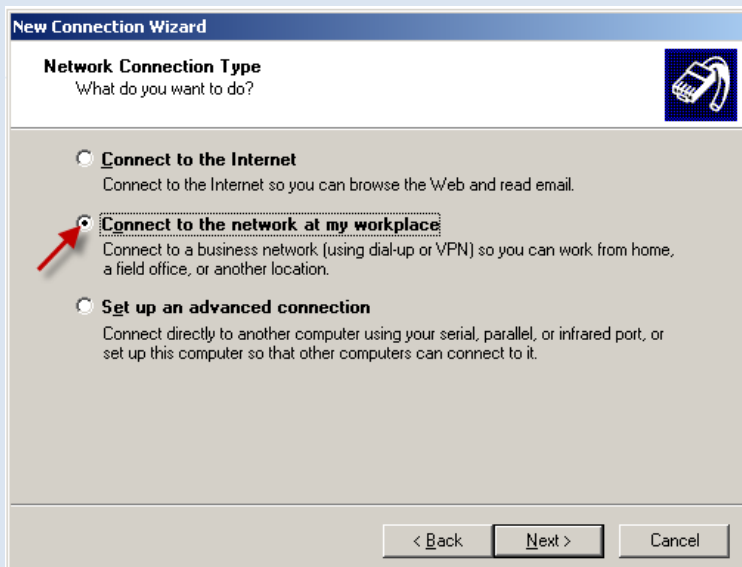 New Connection Wizard
Network Connection Type
What do you want to do?
Connect to the Internet
Connect to the Internet so you can browse the Web and read email.
Connect to the network at my workplace
Connect to a business network (using dial-up or VPN) so you can work from home,
a field office, or another location.
Set up an advanced connection
Connect directly to another computer using your serial, parallel, or infrared port, or
set up this computer so that other computers can connect to it.
< Back Next > Cancel